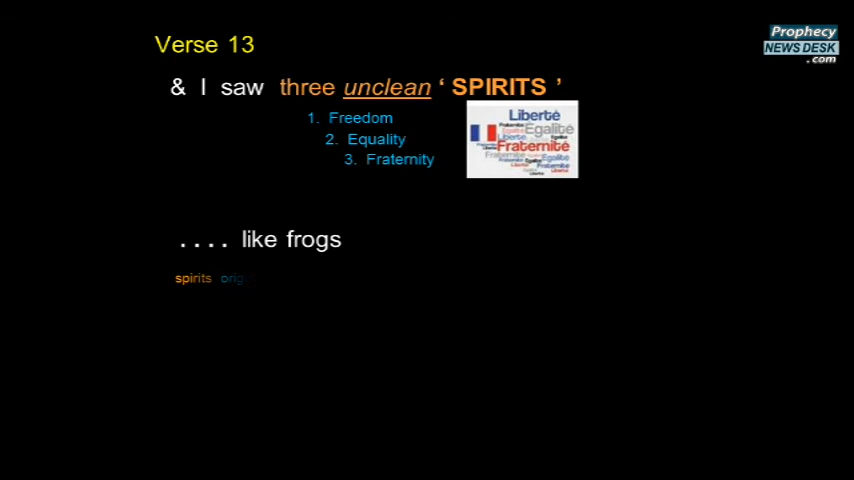 Prophecy
NEWS DESK
.com
Verse 13
& I saw three unclean ‘ SPIRITS ’
1. Freedom
2. Equality
3. Fraternity
Liberté
Egalité
Fraternité
. . . . like frogs
spirits